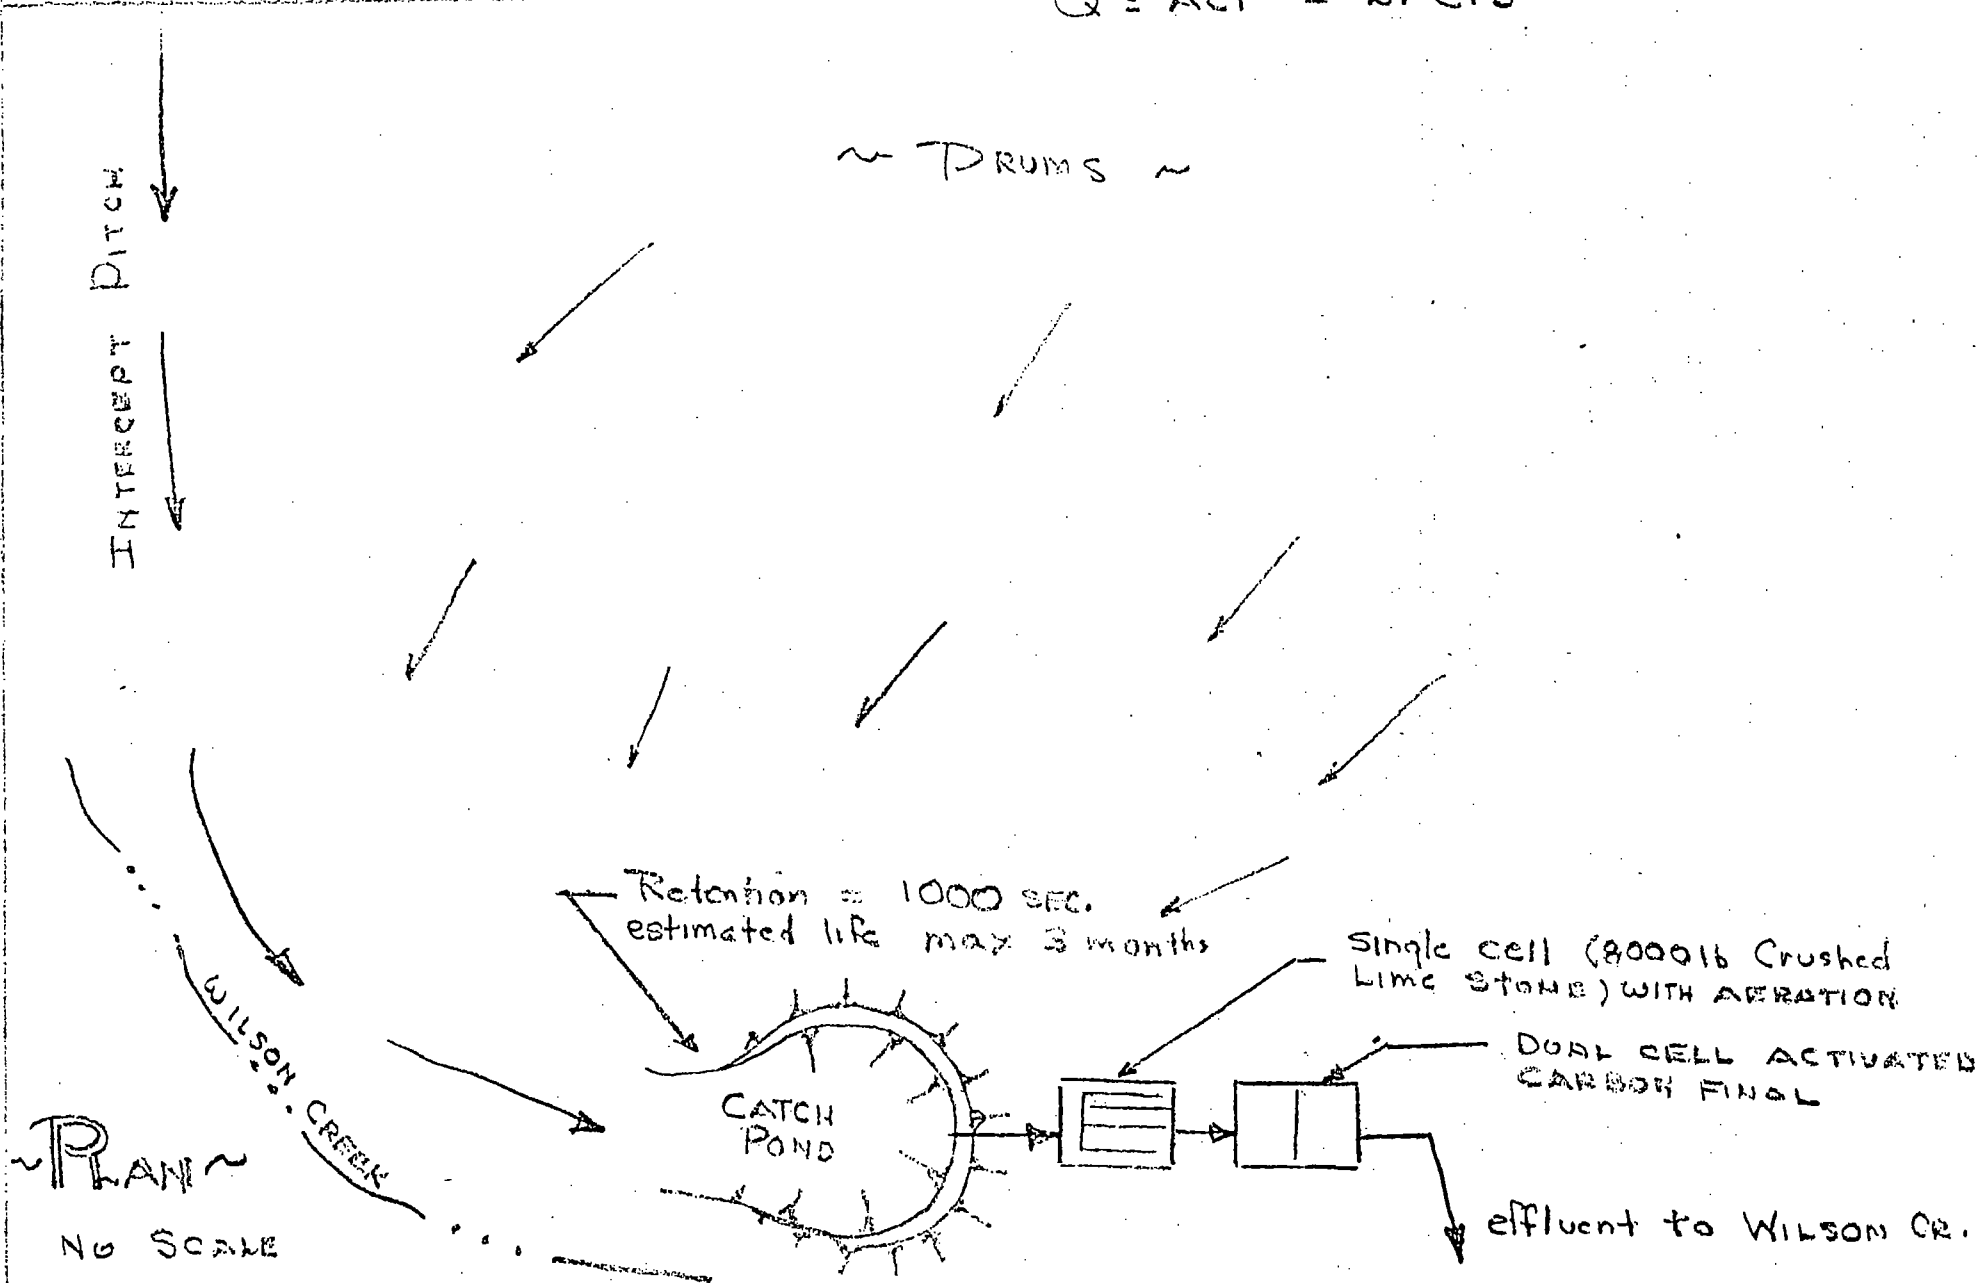 ~ DRUMS ~
INTERCEPT DITCH
Retention = 1000 SEC.
estimated life max 3 months
Single cell (8000lb Crushed
Lime Stone) WITH AERATION
DUAL CELL ACTIVATED
CARBON FINAL
CATCH
POND
WILSON CREEK
~PLAN~
NO SCALE
effluent to WILSON CR.